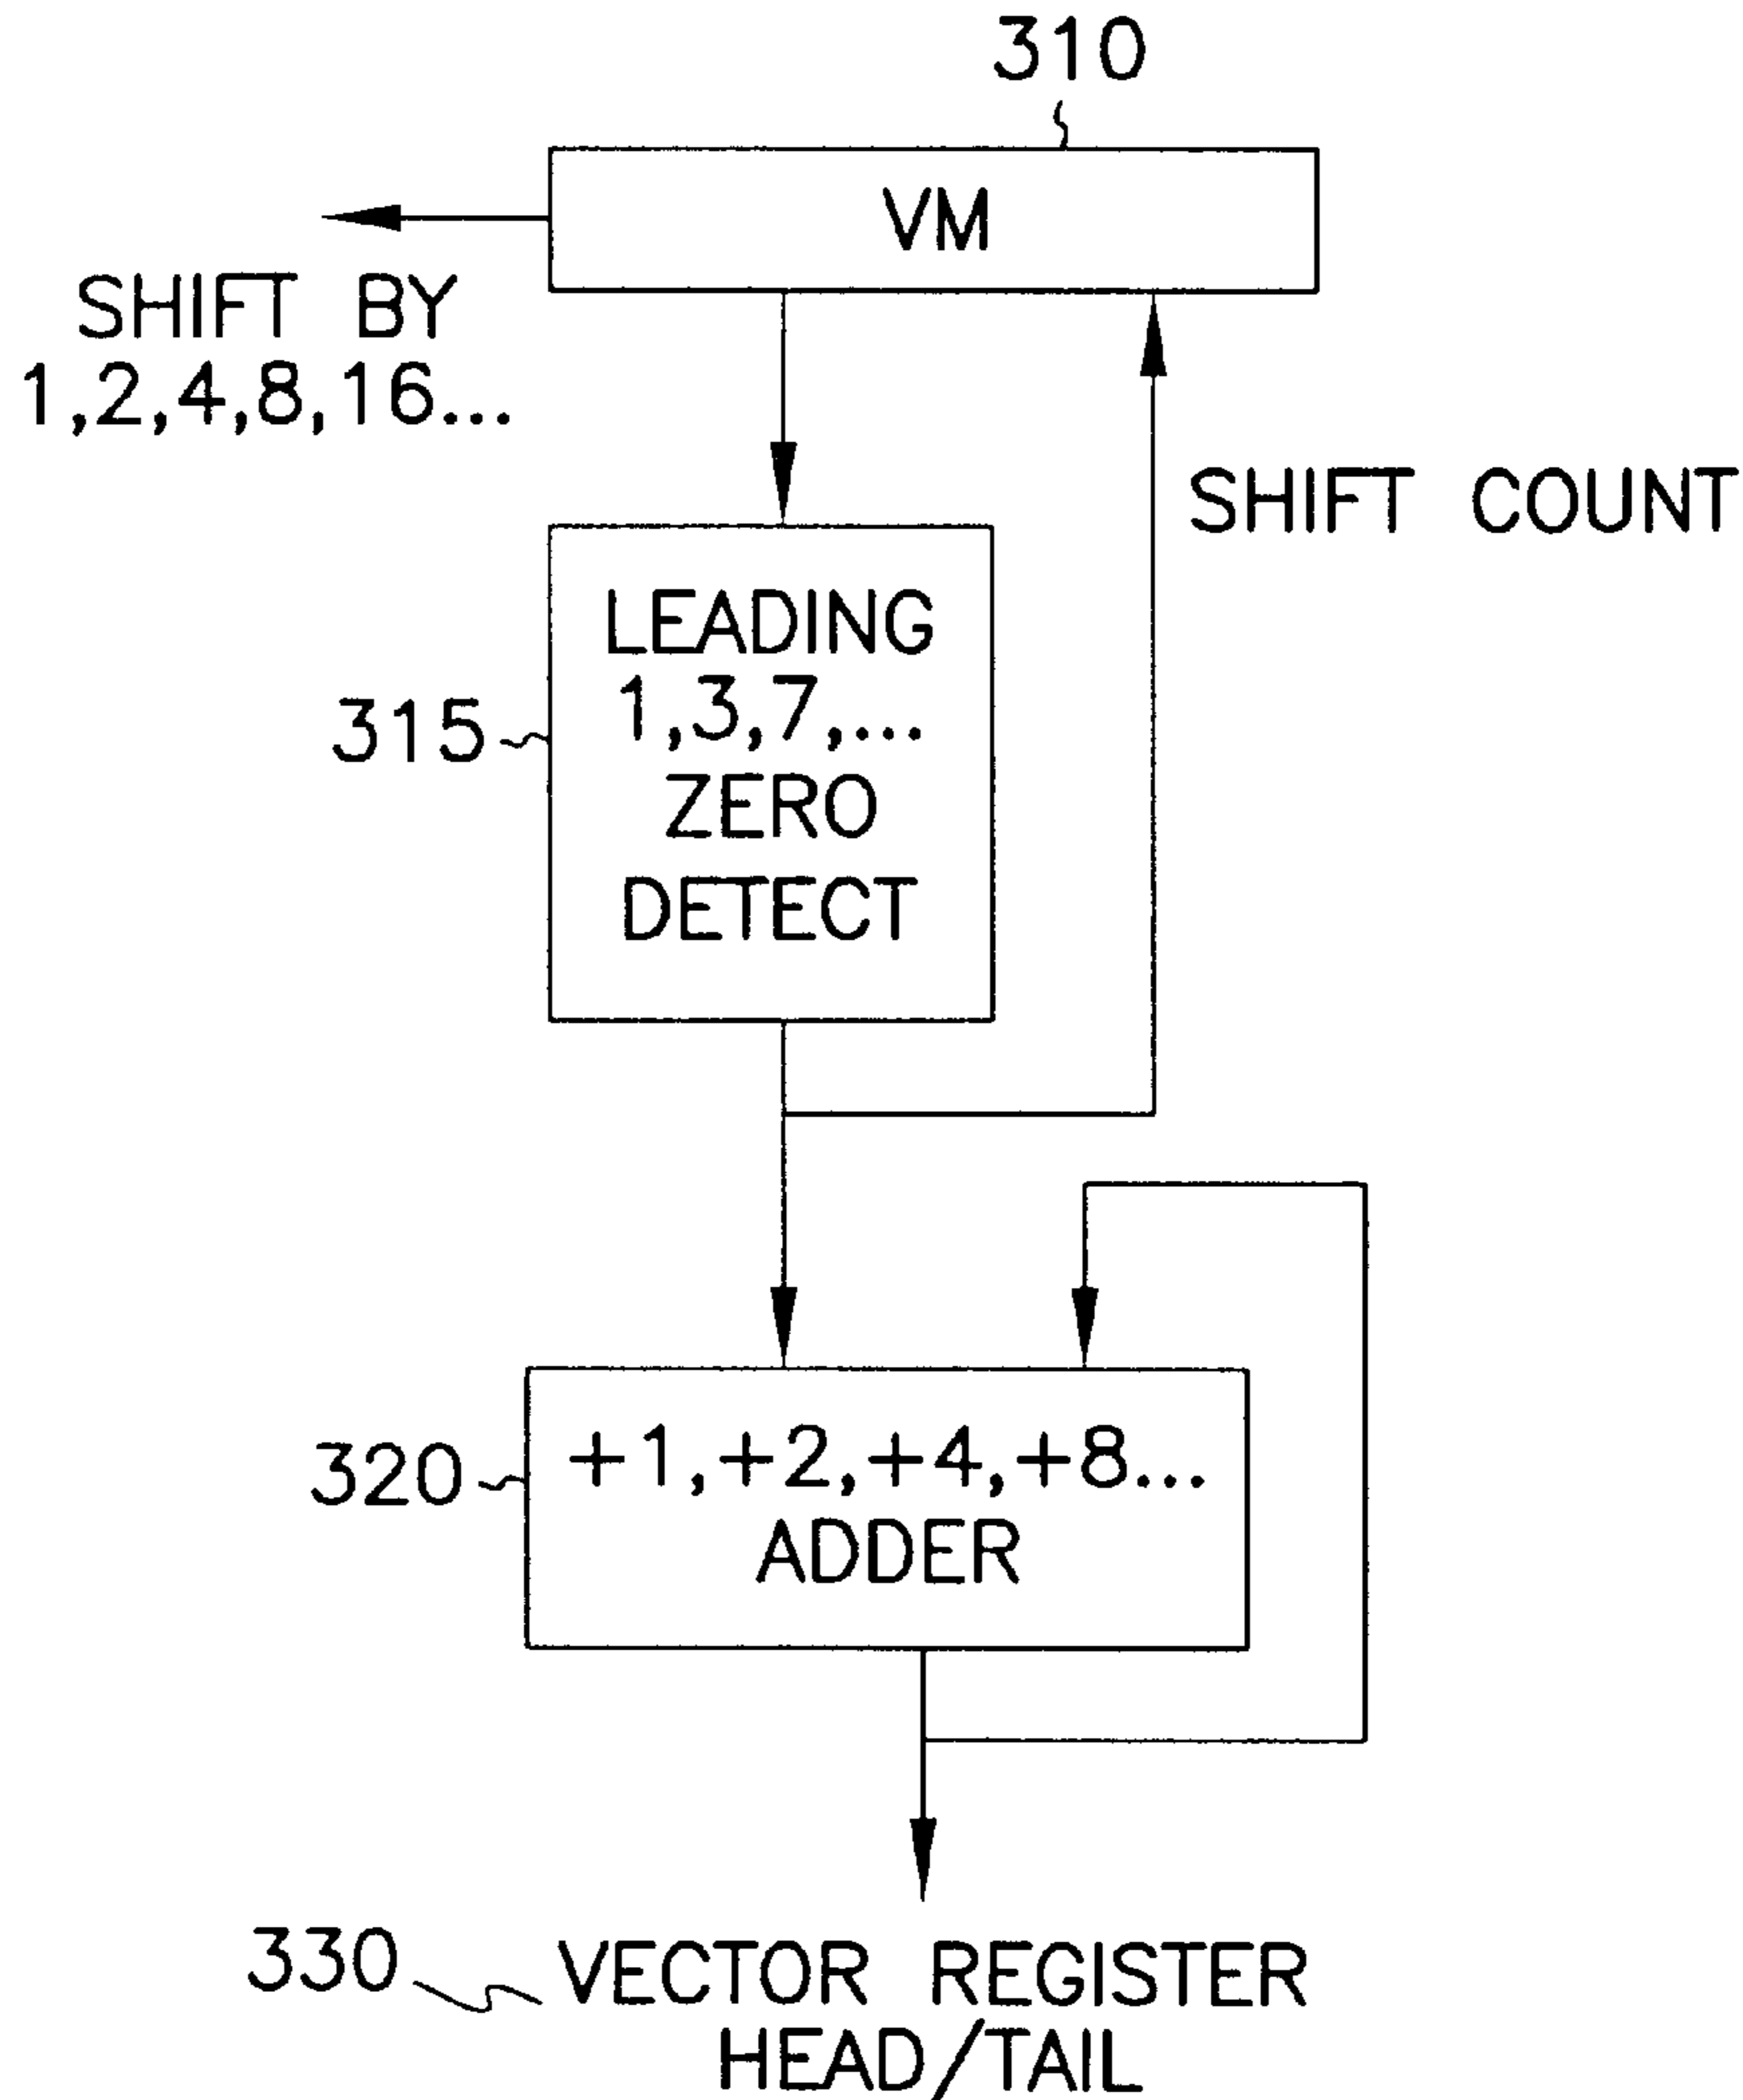 310
VM
SHIFT BY
1,2,4,8,16...
SHIFT COUNT
LEADING
1,3,7,...
ZERO
DETECT
315
320
+1,+2,+4,+8...
ADDER
330
VECTOR REGISTER
HEAD/TAIL